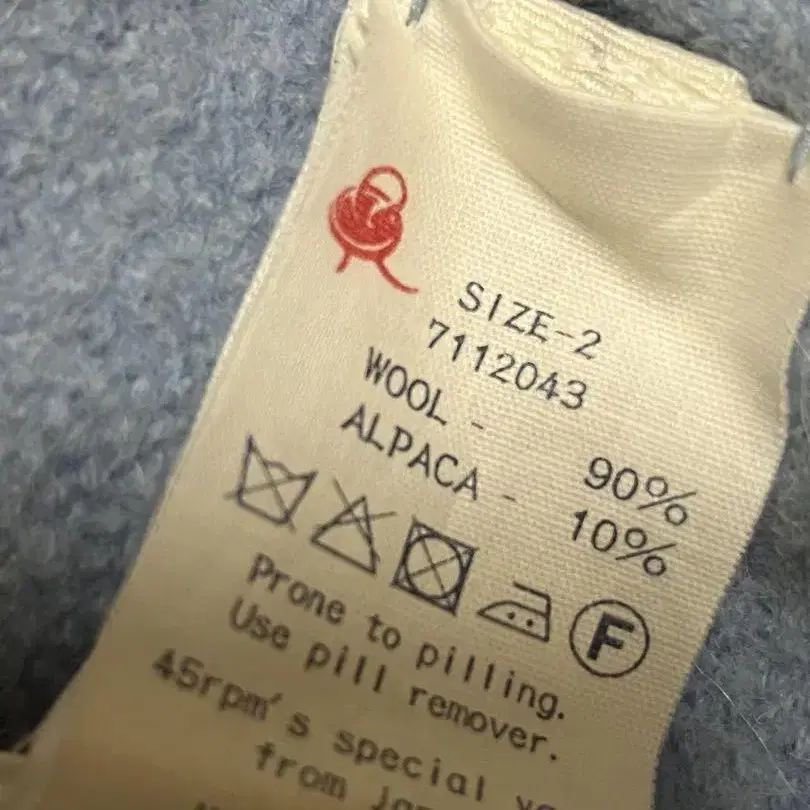 SIZE-2
7112043
WOOL - 90%
ALPACA - 10%
F
Prone to pilling.
Use pill remover.
45rpm's special
from